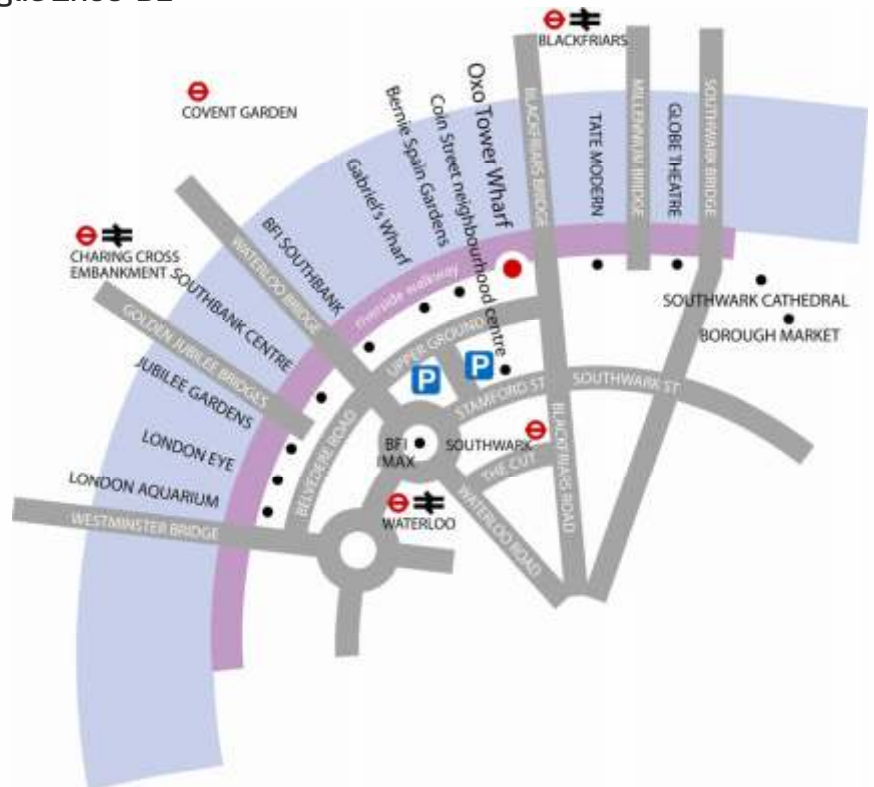 BLACKFRIARS
COVENT GARDEN
CHARING CROSS
EMBANKMENT
WATERLOO BRIDGE
GOLDEN JUBILEE BRIDGES
WESTMINSTER BRIDGE
BLACKFRIARS BRIDGE
MILLENNIUM BRIDGE
SOUTHWARK BRIDGE
Oxo Tower Wharf
Coin Street neighbourhood centre
Bernie Spain Gardens
Gabriel's Wharf
BFI SOUTHBANK
SOUTHBANK CENTRE
JUBILEE GARDENS
LONDON EYE
LONDON AQUARIUM
TATE MODERN
GLOBE THEATRE
riverside walkway
SOUTHWARK CATHEDRAL
BOROUGH MARKET
UPPER GROUND
P
P
STAMFORD ST
SOUTHWARK ST
BELVEDERE ROAD
BFI
IMAX
SOUTHWARK
THE CUT
BLACKFRIARS ROAD
WATERLOO
WATERLOO ROAD